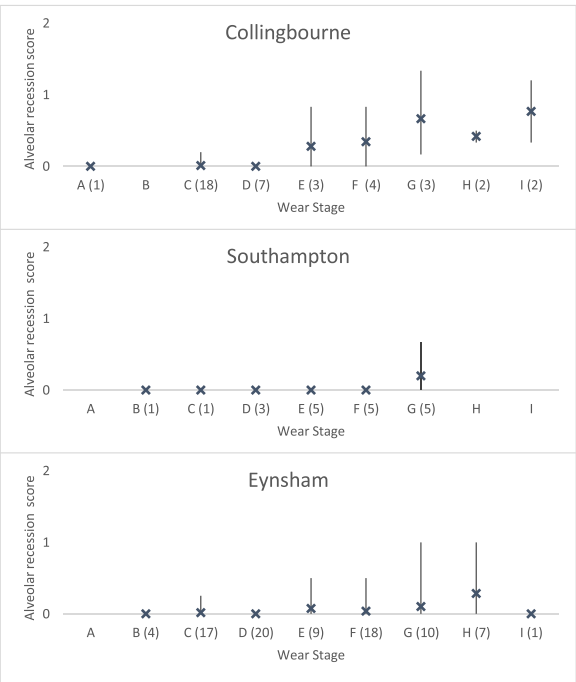 Collingbourne
Alveolar recession score
2
1
0
A (1) B C (18) D (7) E (3) F (4) G (3) H (2) I (2)
Wear Stage
Southampton
Alveolar recession score
2
1
0
A B (1) C (1) D (3) E (5) F (5) G (5) H I
Wear Stage
Eynsham
Alveolar recession score
2
1
0
A B (4) C (17) D (20) E (9) F (18) G (10) H (7) I (1)
Wear Stage